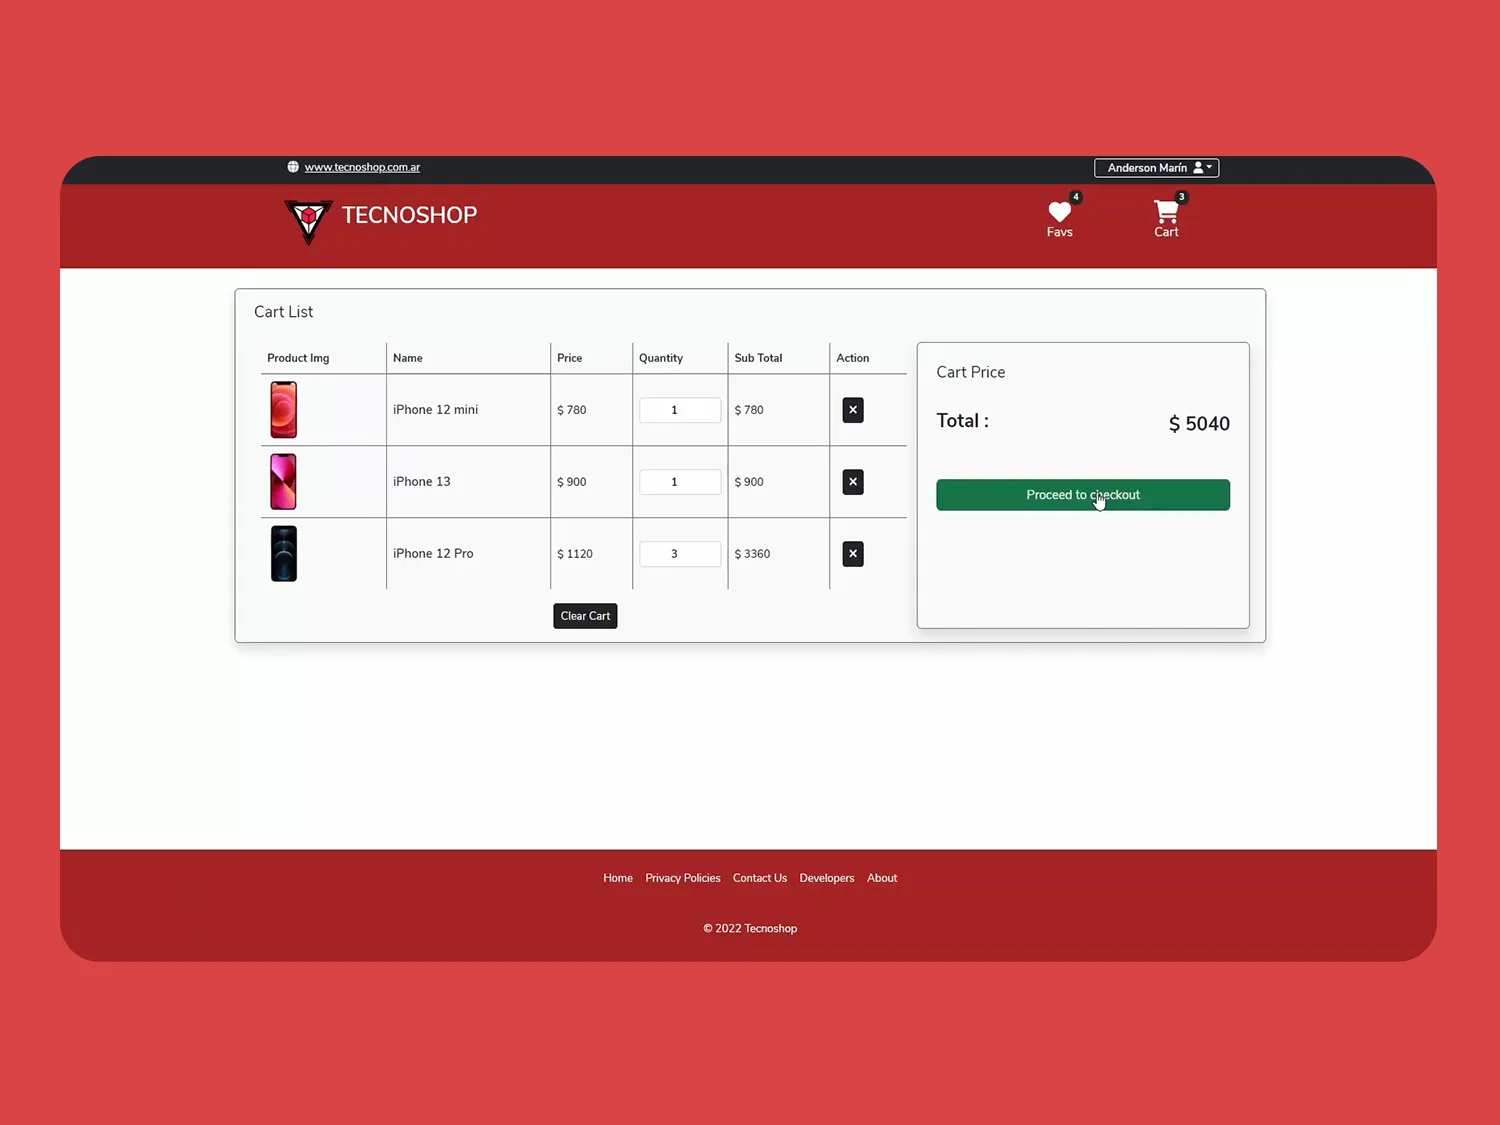 www.tecnoshop.com.ar
Anderson Marín
TECNOSHOP
4
Favs
3
Cart
Cart List
Product Img Name Price Quantity Sub Total Action
iPhone 12 mini $ 780 1 $ 780
iPhone 13 $ 900 1 $ 900
iPhone 12 Pro $ 1120 3 $ 3360
Clear Cart
Cart Price
Total : $ 5040
Proceed to checkout
Home Privacy Policies Contact Us Developers About
© 2022 Tecnoshop